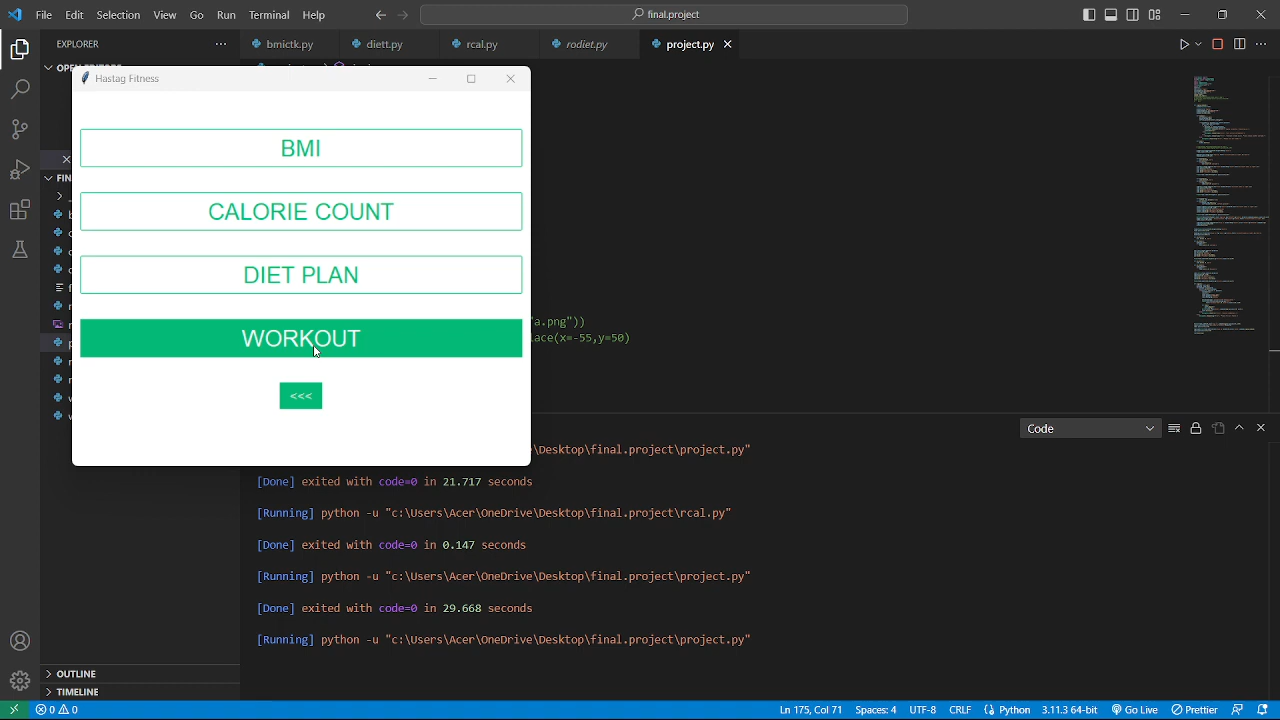 File Edit Selection View Go Run Terminal Help
final.project
EXPLORER
bmictk.py
diett.py
rcal.py
rodiet.py
project.py
Hastag Fitness
BMI
CALORIE COUNT
DIET PLAN
WORKOUT
<<<
FIN
a.png"))
lace(x=-55,y=50)
Code
\Desktop\final.project\project.py"
[Done] exited with code=0 in 21.717 seconds
[Running] python -u "c:\Users\Acer\OneDrive\Desktop\final.project\rcal.py"
[Done] exited with code=0 in 0.147 seconds
[Running] python -u "c:\Users\Acer\OneDrive\Desktop\final.project\project.py"
[Done] exited with code=0 in 29.668 seconds
[Running] python -u "c:\Users\Acer\OneDrive\Desktop\final.project\project.py"
OUTLINE
TIMELINE
0 0
Ln 175, Col 71 Spaces: 4 UTF-8 CRLF Python 3.11.3 64-bit Go Live Prettier